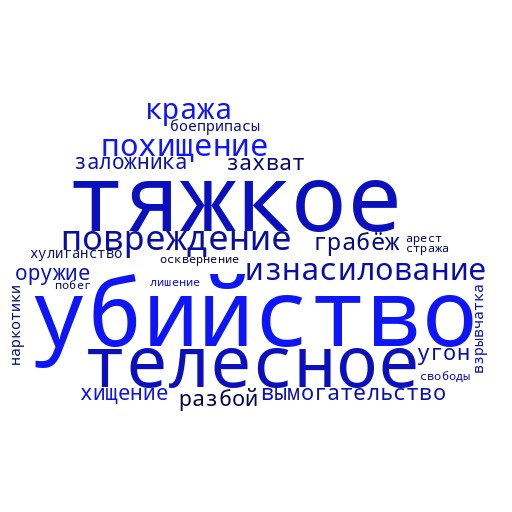 кража
боеприпасы
похищение
заложника захват
тяжкое
повреждение грабёж арест
стража
хулиганство осквернение
оружие побег лишение изнасилование
наркотики убийство взрывчатка
телесное угон
свободы
хищение разбой вымогательство